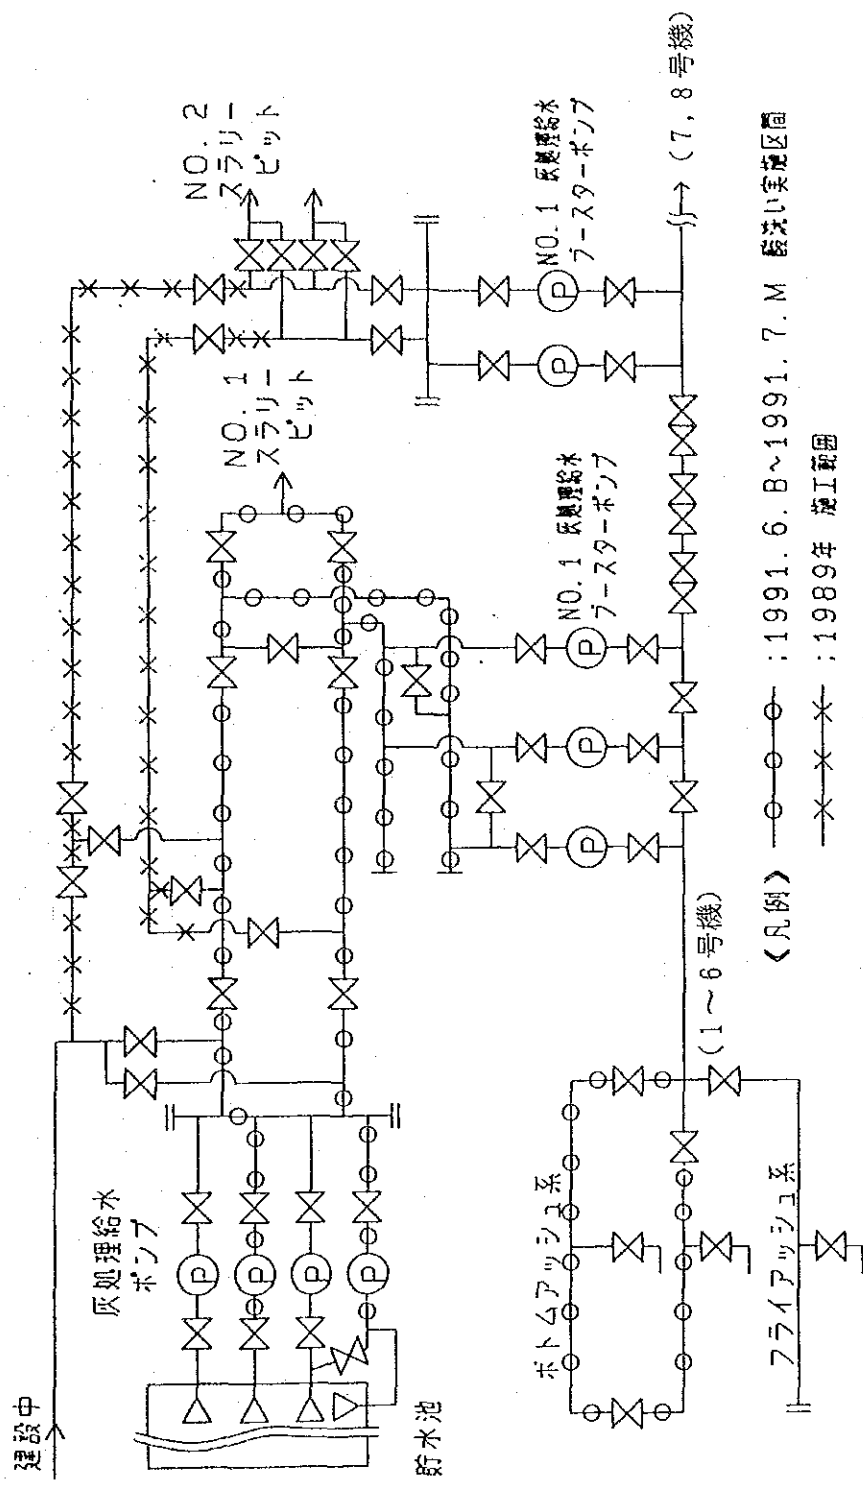 建設中
灰処理給水
ポンプ
貯水池
NO. 1
スラリー
ピット
NO. 2
スラリー
ピット
NO. 1 灰処理給水
ブースターポンプ
NO. 1 灰処理給水
ブースターポンプ
P
P
P
P
P
P
P
P
P
ボトムアッシュ系
フライアッシュ系
(1〜6号機)
(7, 8号機)
《凡例》
:1991. 6. B~1991. 7. M 酸洗い実施区間
:1989年 施工範囲